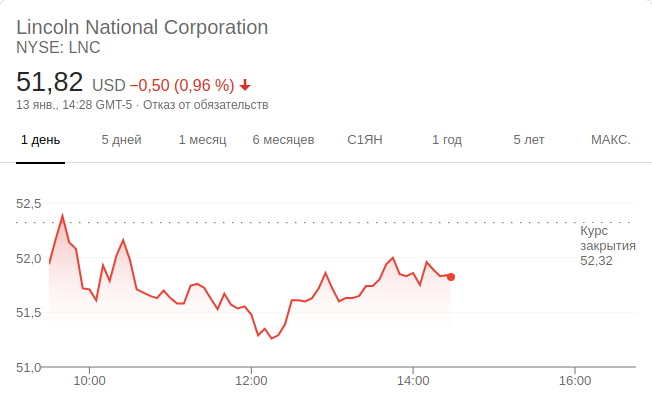 Lincoln National Corporation
NYSE: LNC
51,82 USD −0,50 (0,96 %)
13 янв., 14:28 GMT-5 · Отказ от обязательств
1 день 5 дней 1 месяц 6 месяцев С1ЯН 1 год 5 лет МАКС.
52,5
Курс
закрытия
52,32
52,0
51,5
51,0
10:00 12:00 14:00 16:00